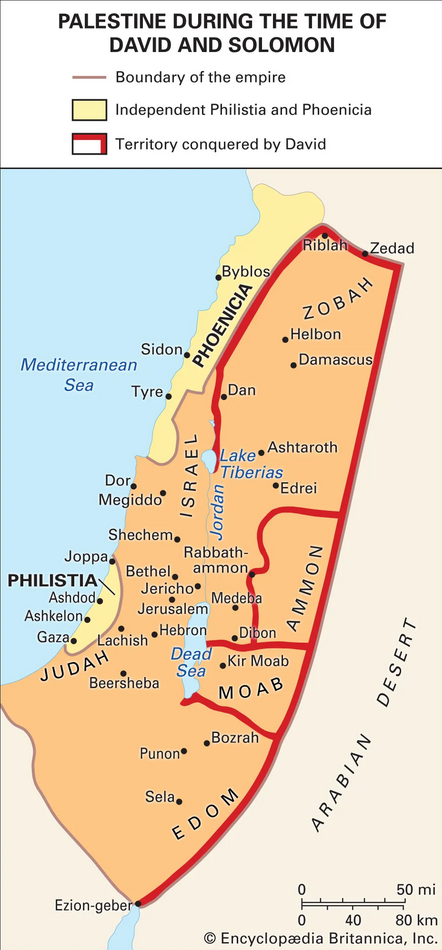 PALESTINE DURING THE TIME OF
DAVID AND SOLOMON
Boundary of the empire
Independent Philistia and Phoenicia
Territory conquered by David
Riblah
Zedad
Byblos
ZOBAH
PHOENICIA
Helbon
Sidon
Damascus
Mediterranean
Sea
Tyre
Dan
ISRAEL
Ashtaroth
Lake
Tiberias
Dor
Edrei
Megiddo
Jordan
Shechem
Joppa
Rabbath-
ammon
Bethel
PHILISTIA
Jericho
AMMON
Ashdod
Medeba
Jerusalem
Ashkelon
Hebron
Dibon
Gaza
Lachish
Dead
Sea
Kir Moab
JUDAH
Beersheba
MOAB
ARABIAN DESERT
Bozrah
Punon
Sela
EDOM
Ezion-geber
0 50 mi
0 40 80 km
© Encyclopædia Britannica, Inc.